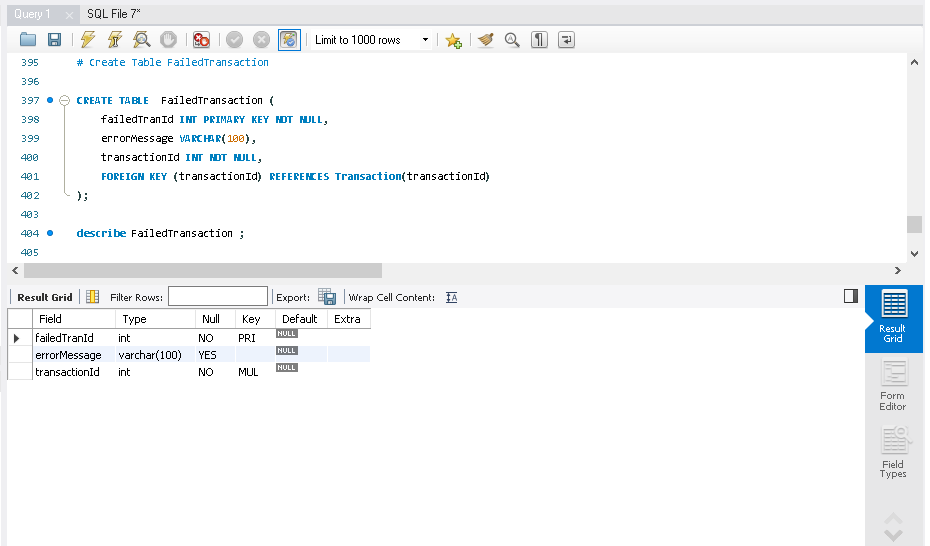 Query 1 × SQL File 7*
Limit to 1000 rows
395 # Create Table FailedTransaction
396
397 CREATE TABLE FailedTransaction (
398 failedTranId INT PRIMARY KEY NOT NULL,
399 errorMessage VARCHAR(100),
400 transactionId INT NOT NULL,
401 FOREIGN KEY (transactionId) REFERENCES Transaction(transactionId)
402 );
403
404 describe FailedTransaction ;
405
Result Grid Filter Rows: Export: Wrap Cell Content:
Field Type Null Key Default Extra
failedTranId int NO PRI NULL
errorMessage varchar(100) YES NULL
transactionId int NO MUL NULL
Result
Grid
Form
Editor
Field
Types